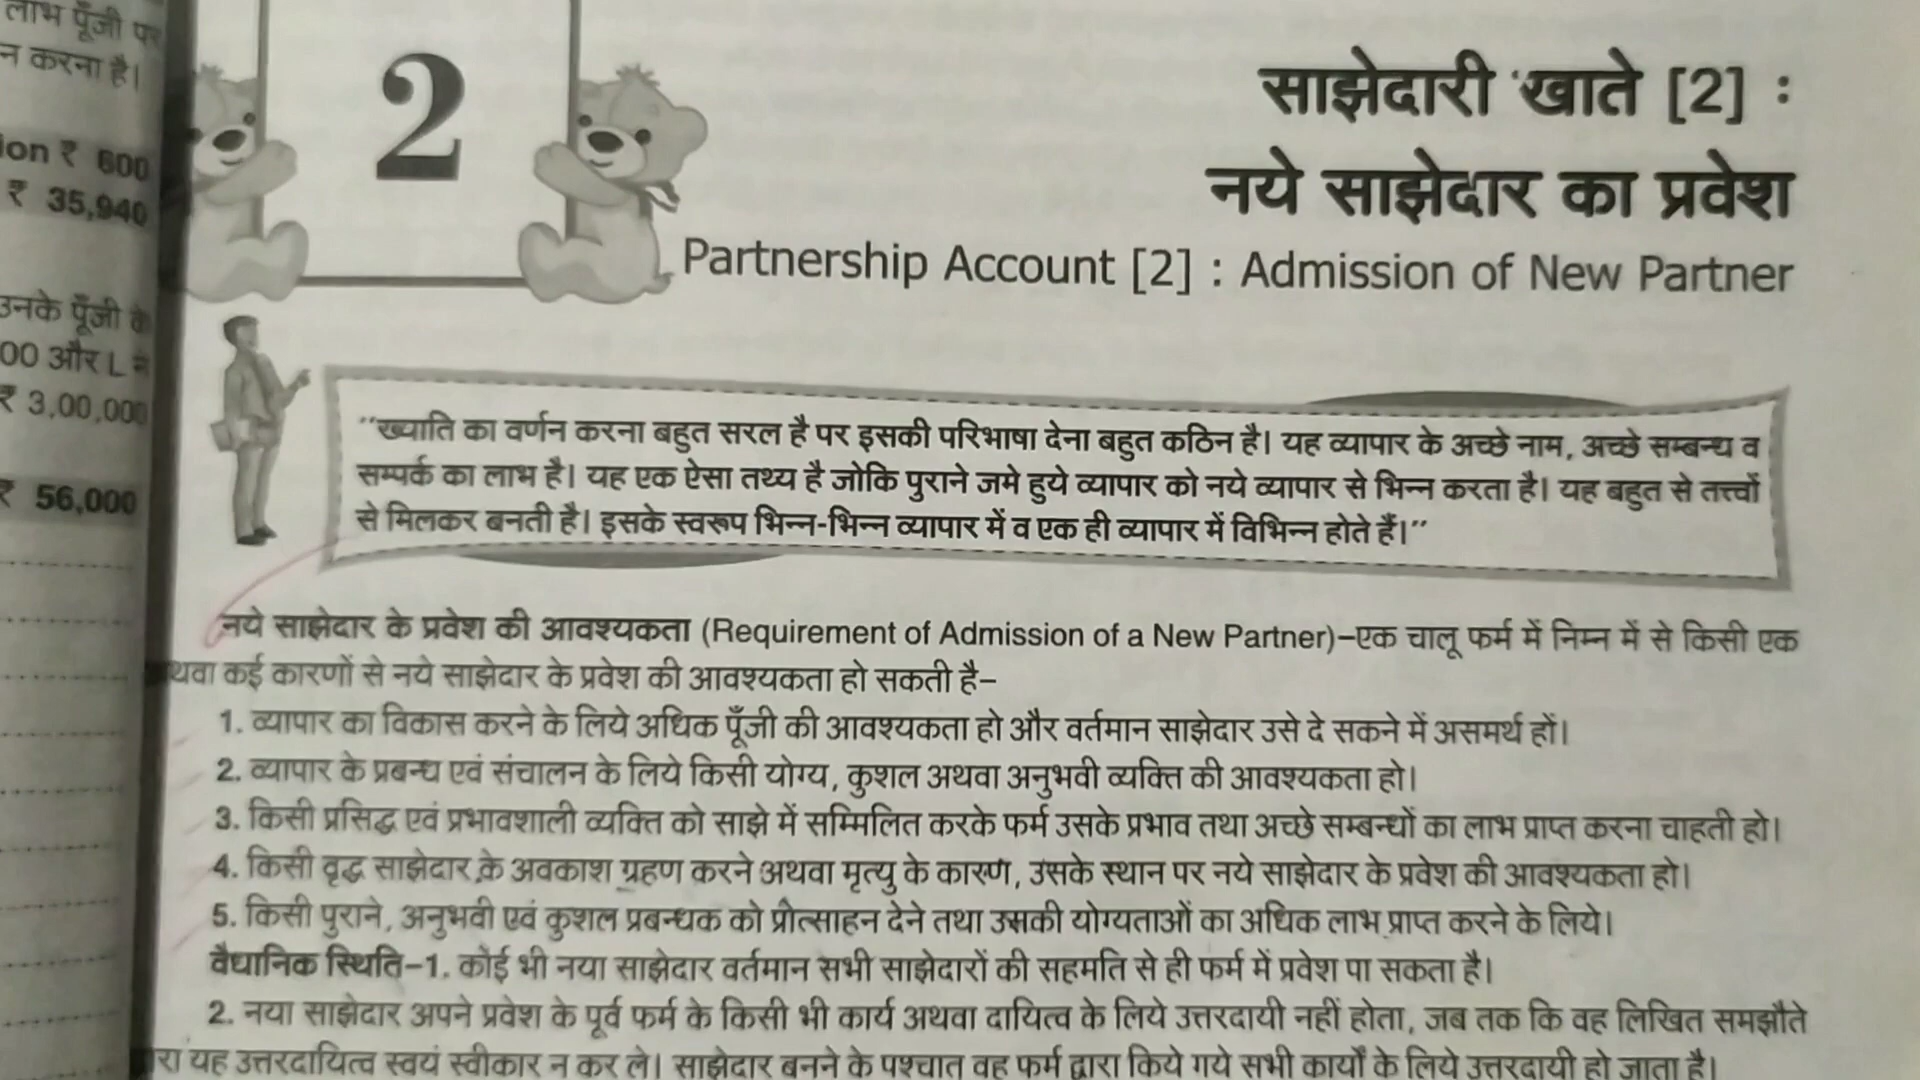 लाभ पूँजी पर
न करना है।
ion ₹ 600
₹ 35,940
उनके पूँजी के
00 और L ने
₹ 3,00,000
₹ 56,000
2
साझेदारी खाते [2] :
नये साझेदार का प्रवेश
Partnership Account [2] : Admission of New Partner
“ख्याति का वर्णन करना बहुत सरल है पर इसकी परिभाषा देना बहुत कठिन है। यह व्यापार के अच्छे नाम, अच्छे सम्बन्ध व
सम्पर्क का लाभ है। यह एक ऐसा तथ्य है जोकि पुराने जमे हुये व्यापार को नये व्यापार से भिन्न करता है। यह बहुत से तत्त्वों
से मिलकर बनती है। इसके स्वरूप भिन्न-भिन्न व्यापार में व एक ही व्यापार में विभिन्न होते हैं।”
नये साझेदार के प्रवेश की आवश्यकता (Requirement of Admission of a New Partner)–एक चालू फर्म में निम्न में से किसी एक
थवा कई कारणों से नये साझेदार के प्रवेश की आवश्यकता हो सकती है–
1. व्यापार का विकास करने के लिये अधिक पूँजी की आवश्यकता हो और वर्तमान साझेदार उसे दे सकने में असमर्थ हों।
2. व्यापार के प्रबन्ध एवं संचालन के लिये किसी योग्य, कुशल अथवा अनुभवी व्यक्ति की आवश्यकता हो।
3. किसी प्रसिद्ध एवं प्रभावशाली व्यक्ति को साझे में सम्मिलित करके फर्म उसके प्रभाव तथा अच्छे सम्बन्धों का लाभ प्राप्त करना चाहती हो।
4. किसी वृद्ध साझेदार के अवकाश ग्रहण करने अथवा मृत्यु के कारण, उसके स्थान पर नये साझेदार के प्रवेश की आवश्यकता हो।
5. किसी पुराने, अनुभवी एवं कुशल प्रबन्धक को प्रोत्साहन देने तथा उसकी योग्यताओं का अधिक लाभ प्राप्त करने के लिये।
वैधानिक स्थिति–1. कोई भी नया साझेदार वर्तमान सभी साझेदारों की सहमति से ही फर्म में प्रवेश पा सकता है।
2. नया साझेदार अपने प्रवेश के पूर्व फर्म के किसी भी कार्य अथवा दायित्व के लिये उत्तरदायी नहीं होता, जब तक कि वह लिखित समझौते
रा यह उत्तरदायित्व स्वयं स्वीकार न कर ले। साझेदार बनने के पश्चात वह फर्म द्वारा किये गये सभी कार्यों के लिये उत्तरदायी हो जाता है।